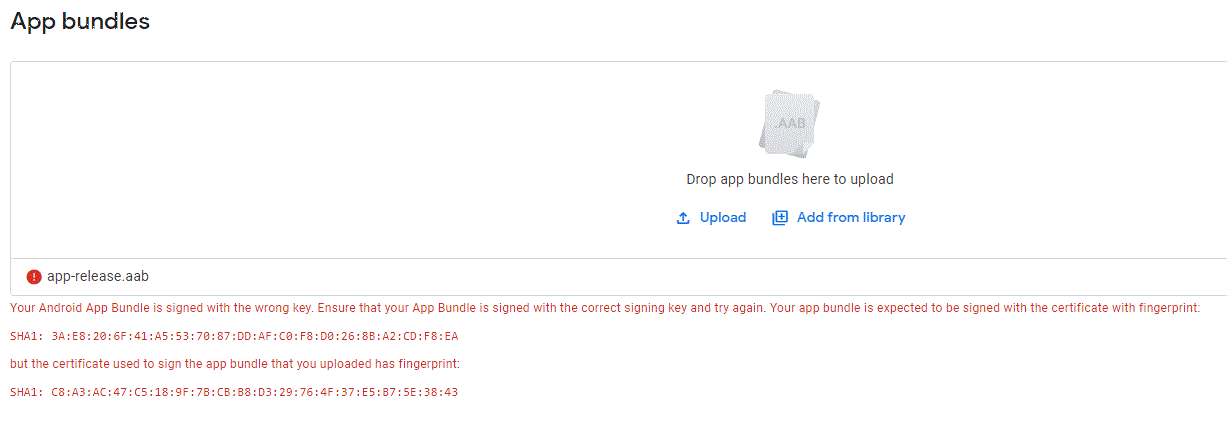 App bundles
.AAB
Drop app bundles here to upload
Upload Add from library
app-release.aab
Your Android App Bundle is signed with the wrong key. Ensure that your App Bundle is signed with the correct signing key and try again. Your app bundle is expected to be signed with the certificate with fingerprint:
SHA1: 3A:E8:20:6F:41:A5:53:70:87:DD:AF:C0:F8:D0:26:8B:A2:CD:F8:EA
but the certificate used to sign the app bundle that you uploaded has fingerprint:
SHA1: C8:A3:AC:47:C5:18:9F:7B:CB:B8:D3:29:76:4F:37:E5:B7:5E:38:43